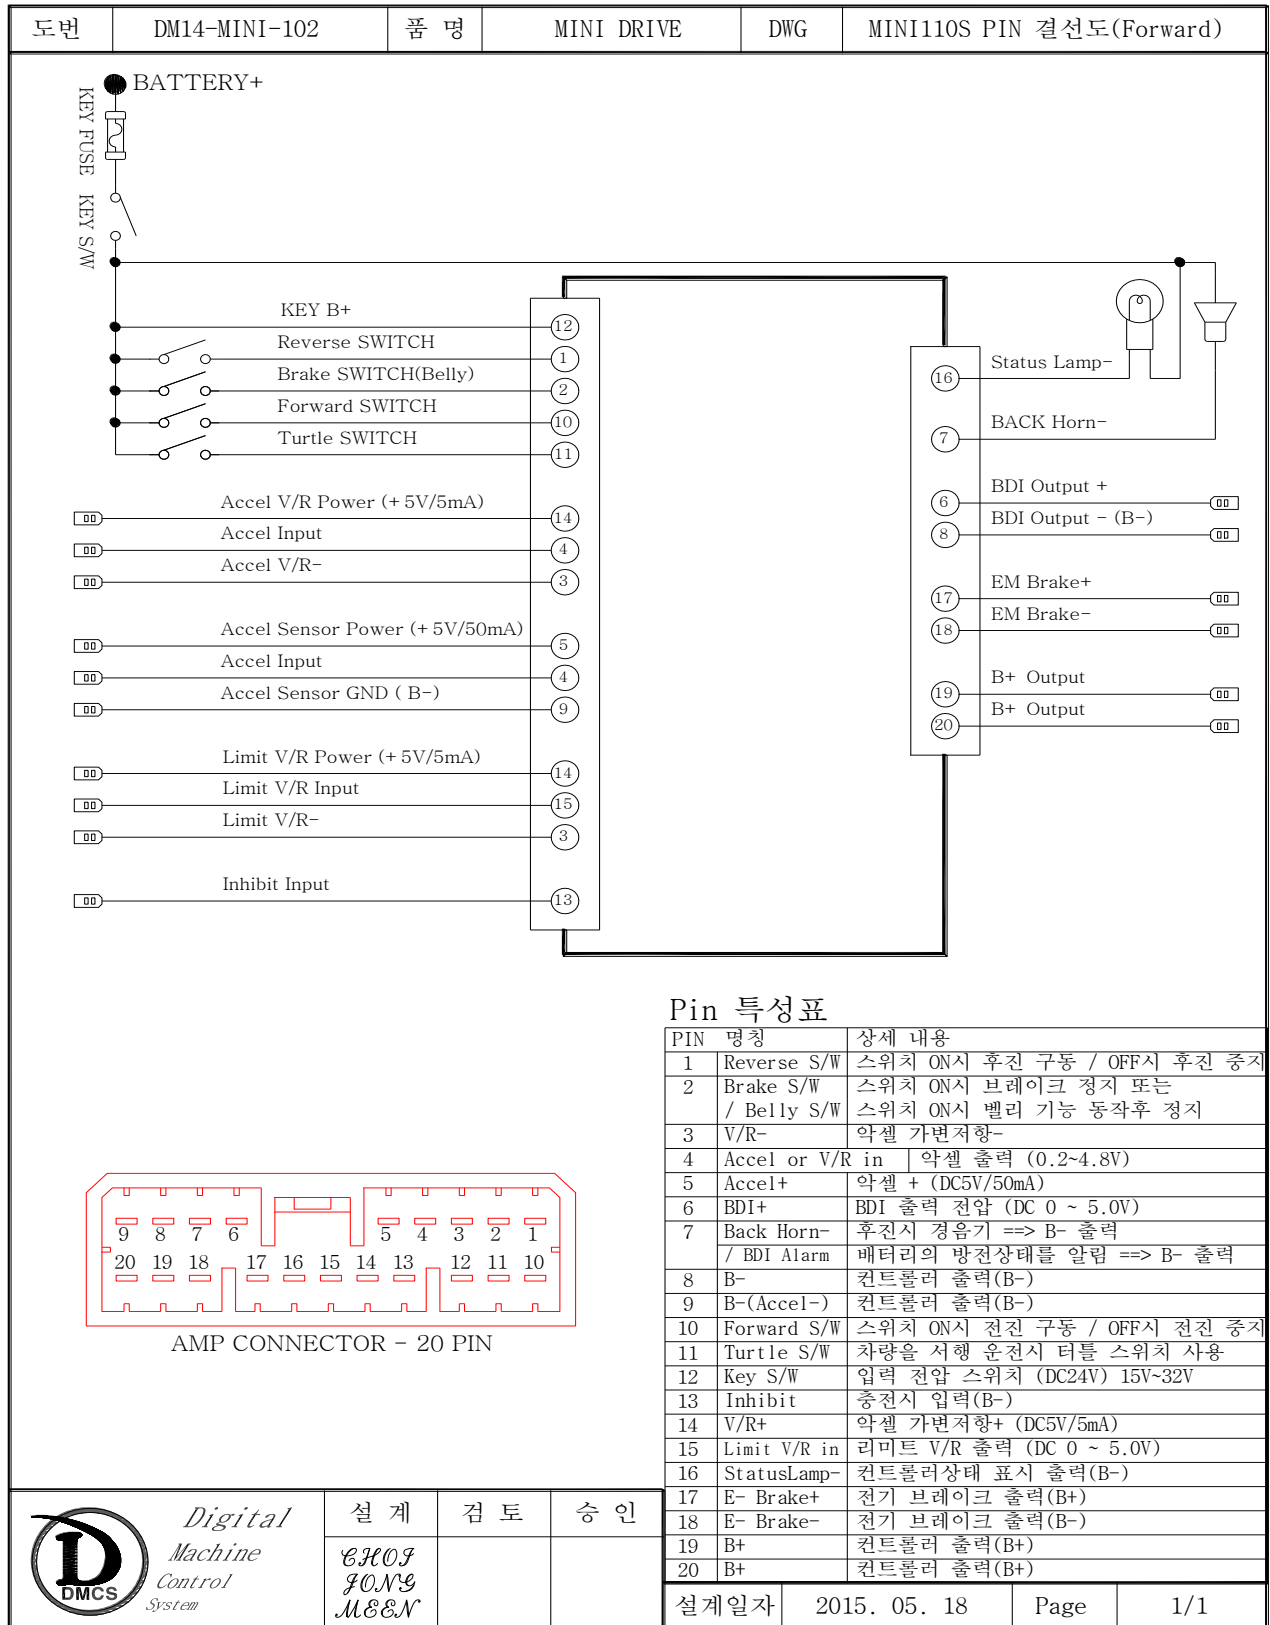 도번 DM14-MINI-102 품 명 MINI DRIVE DWG MINI110S PIN 결선도(Forward)
BATTERY+
KEY FUSE
KEY S/W
KEY B+
12
Reverse SWITCH
1
Brake SWITCH(Belly)
2
Forward SWITCH
10
Turtle SWITCH
11
Accel V/R Power (+5V/5mA)
14
Accel Input
4
Accel V/R-
3
Accel Sensor Power (+5V/50mA)
5
Accel Input
4
Accel Sensor GND ( B-)
9
Limit V/R Power (+5V/5mA)
14
Limit V/R Input
15
Limit V/R-
3
Inhibit Input
13
Status Lamp-
16
BACK Horn-
7
BDI Output +
6
BDI Output - (B-)
8
EM Brake+
17
EM Brake-
18
B+ Output
19
B+ Output
20
Pin 특성표
PIN 명칭 상세 내용
1 Reverse S/W 스위치 ON시 후진 구동 / OFF시 후진 중지
2 Brake S/W 스위치 ON시 브레이크 정지 또는
/ Belly S/W 스위치 ON시 벨리 기능 동작후 정지
3 V/R- 악셀 가변저항-
4 Accel or V/R in 악셀 출력 (0.2~4.8V)
5 Accel+ 악셀 + (DC5V/50mA)
6 BDI+ BDI 출력 전압 (DC 0 ~ 5.0V)
7 Back Horn- 후진시 경음기 ==> B- 출력
/ BDI Alarm 배터리의 방전상태를 알림 ==> B- 출력
8 B- 컨트롤러 출력(B-)
9 B-(Accel-) 컨트롤러 출력(B-)
10 Forward S/W 스위치 ON시 전진 구동 / OFF시 전진 중지
11 Turtle S/W 차량을 서행 운전시 터틀 스위치 사용
12 Key S/W 입력 전압 스위치 (DC24V) 15V~32V
13 Inhibit 충전시 입력(B-)
14 V/R+ 악셀 가변저항+ (DC5V/5mA)
15 Limit V/R in 리미트 V/R 출력 (DC 0 ~ 5.0V)
16 StatusLamp- 컨트롤러상태 표시 출력(B-)
17 E- Brake+ 전기 브레이크 출력(B+)
18 E- Brake- 전기 브레이크 출력(B-)
19 B+ 컨트롤러 출력(B+)
20 B+ 컨트롤러 출력(B+)
9 8 7 6 5 4 3 2 1
20 19 18 17 16 15 14 13 12 11 10
AMP CONNECTOR - 20 PIN
DMCS
Digital
Machine
Control
System
설 계 검 토 승 인
CHOI
JONG
MEEN
설계일자 2015. 05. 18 Page 1/1